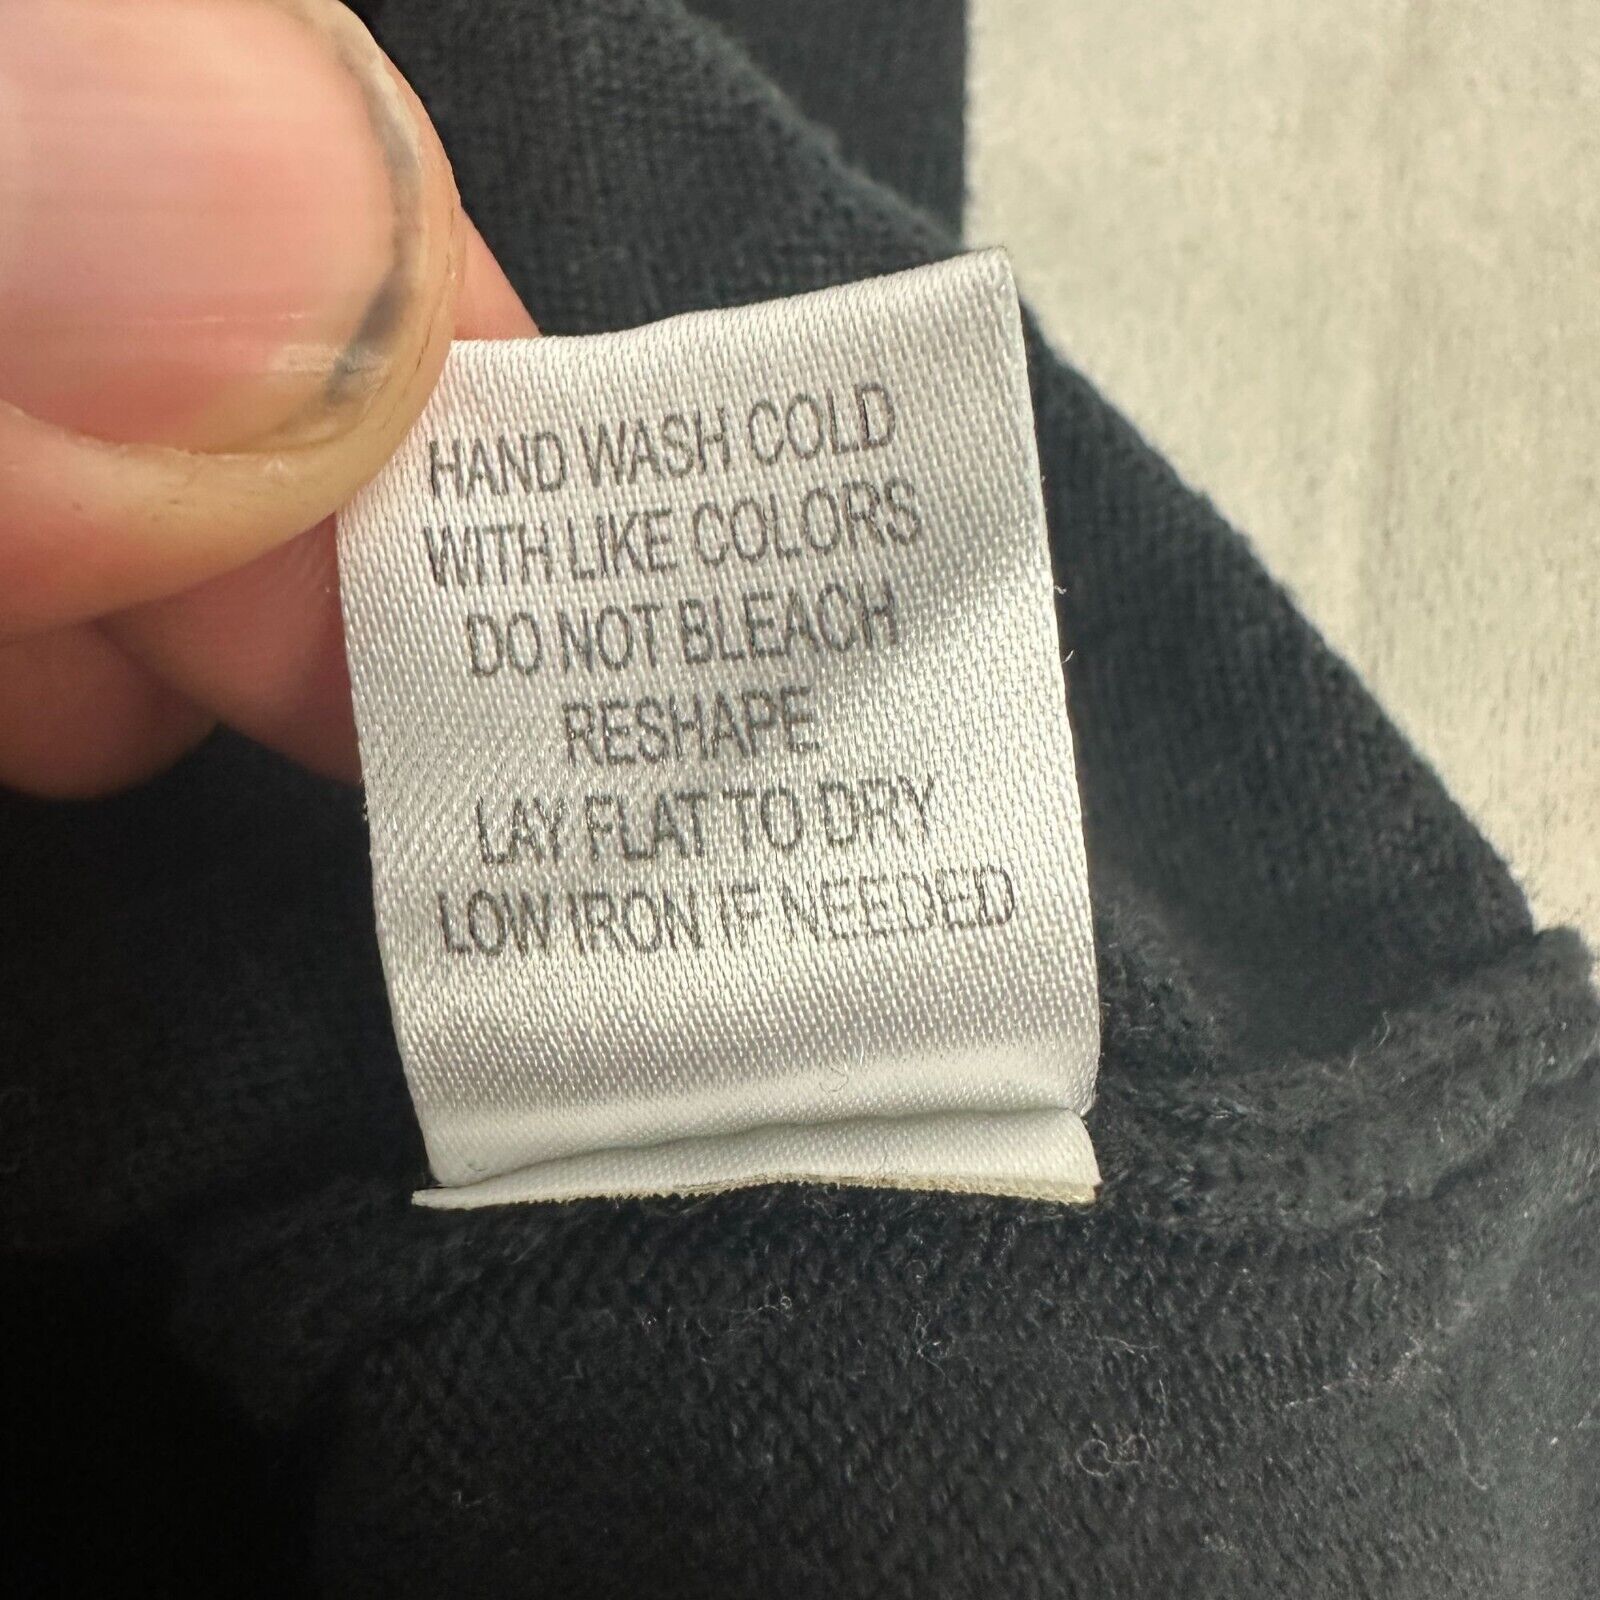 HAND WASH COLD
WITH LIKE COLORS
DO NOT BLEACH
RESHAPE
LAY FLAT TO DRY
LOW IRON IF NEEDED